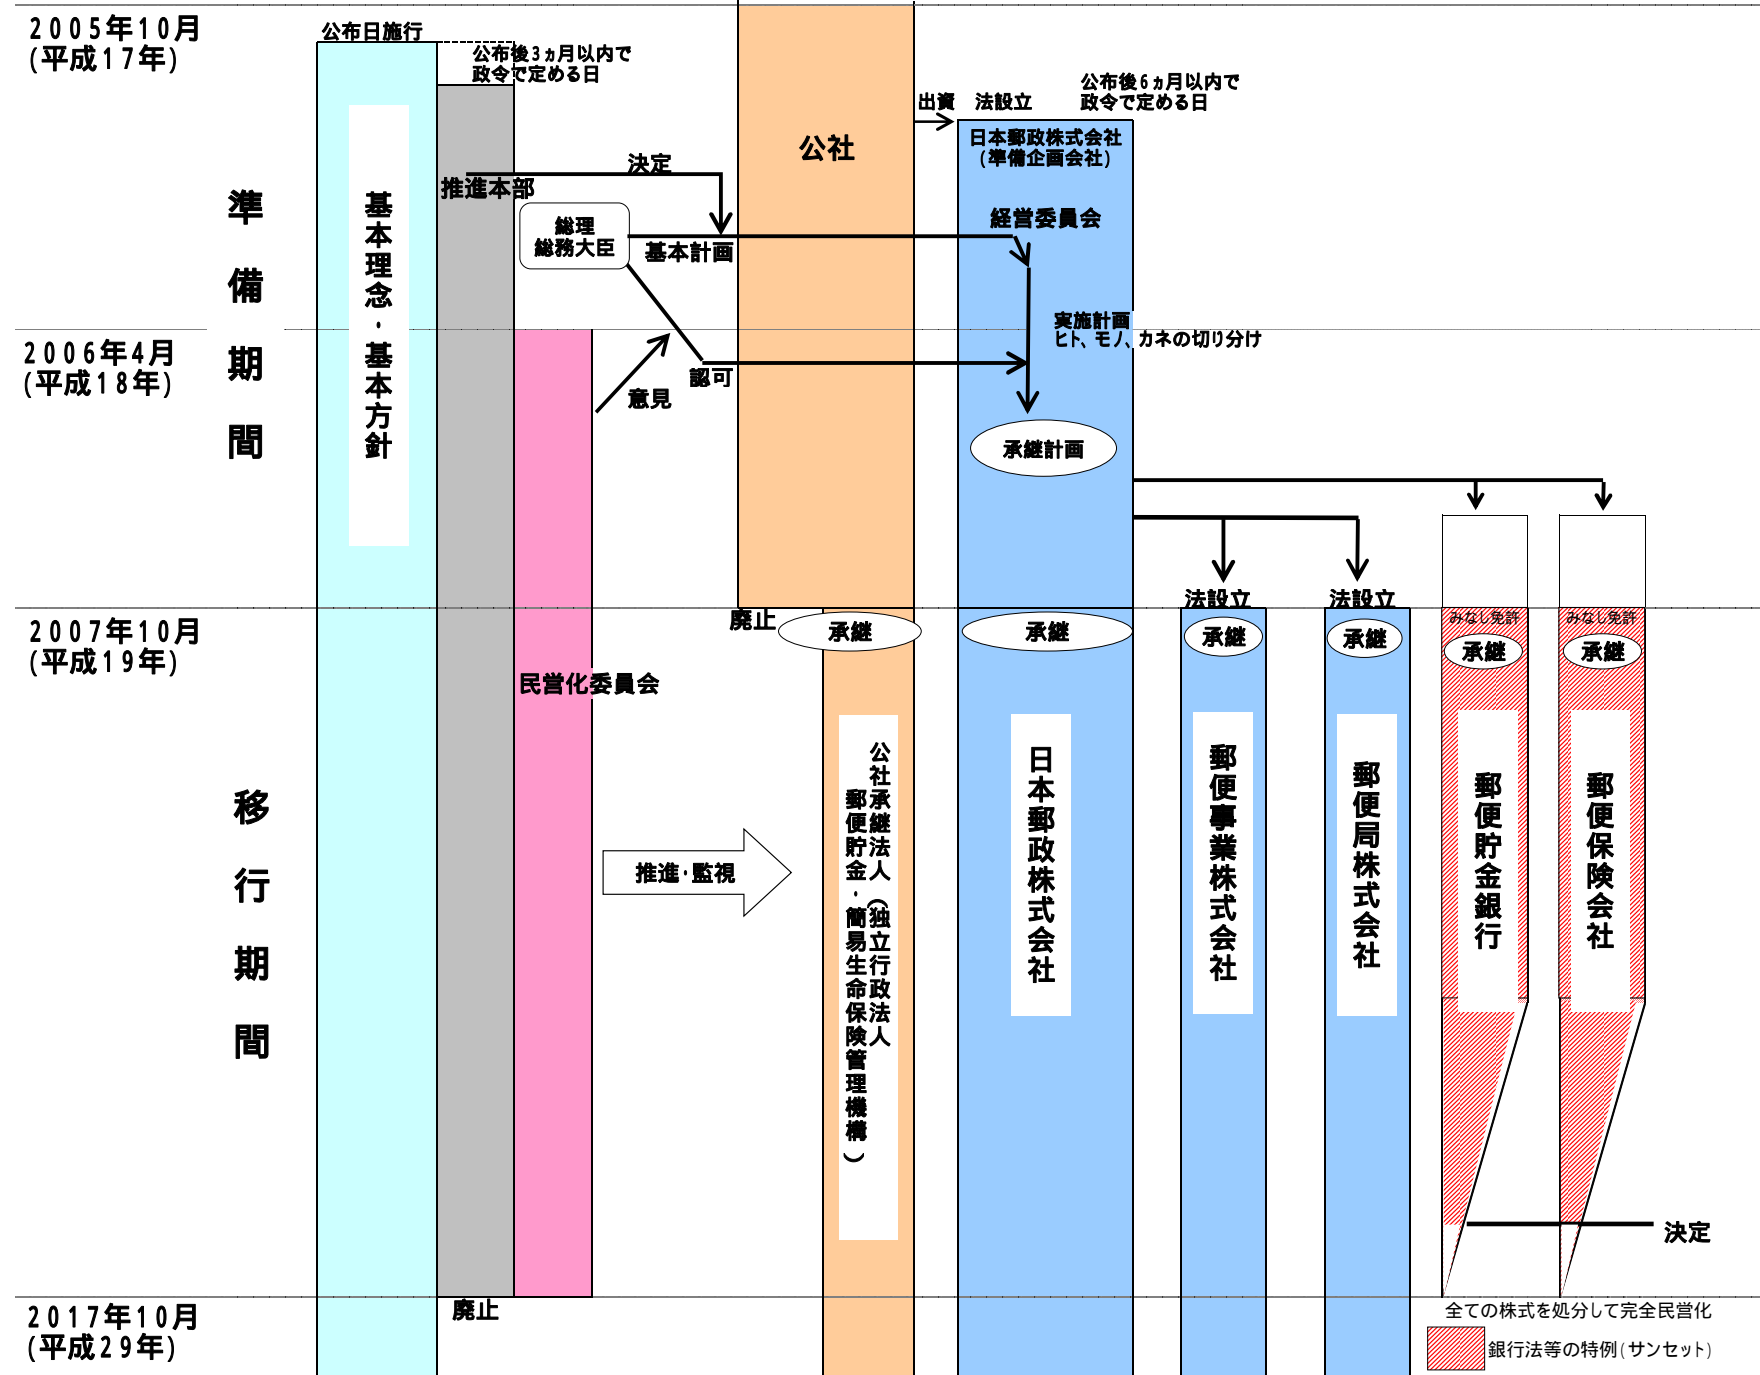 2005年10月
(平成17年)
公布日施行
公布後3ヵ月以内で
政令で定める日
公布後6ヵ月以内で
政令で定める日
出資
法設立
日本郵政株式会社
(準備企画会社)
公社
決定
推進本部
総理
総務大臣
基本計画
経営委員会
準備期間
基本理念・基本方針
実施計画
ヒト、モノ、カネの切り分け
2006年4月
(平成18年)
認可
意見
承継計画
法設立
法設立
廃止
2007年10月
(平成19年)
承継
承継
承継
承継
みなし免許
承継
みなし免許
承継
民営化委員会
移行期間
推進・監視
公社承継法人(独立行政法人
郵便貯金・簡易生命保険管理機構)
日本郵政株式会社
郵便事業株式会社
郵便局株式会社
郵便貯金銀行
郵便保険会社
決定
2017年10月
(平成29年)
廃止
全ての株式を処分して完全民営化
銀行法等の特例(サンセット)